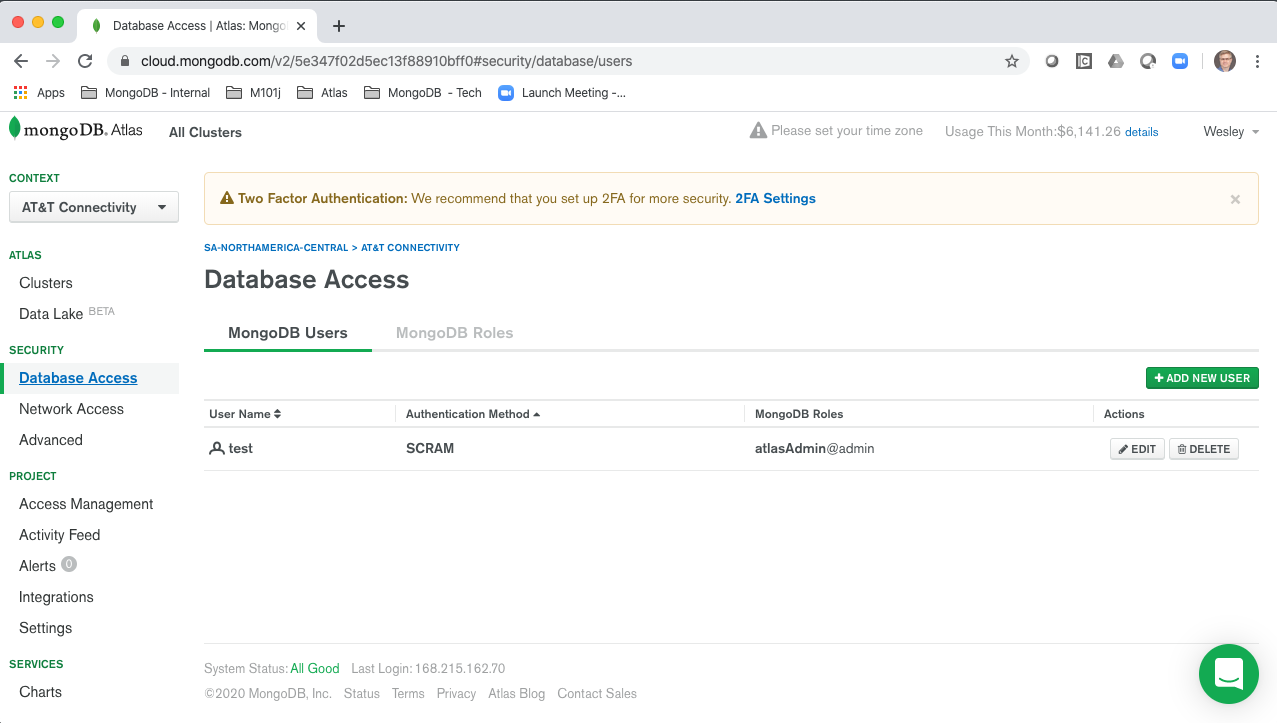 Database Access | Atlas: Mongo
cloud.mongodb.com/v2/5e347f02d5ec13f88910bff0#security/database/users
Apps MongoDB - Internal M101j Atlas MongoDB - Tech Launch Meeting -...
mongoDB. Atlas All Clusters Please set your time zone Usage This Month:$6,141.26 details Wesley
CONTEXT
AT&T Connectivity
ATLAS
Clusters
Data Lake BETA
SECURITY
Database Access
Network Access
Advanced
PROJECT
Access Management
Activity Feed
Alerts 0
Integrations
Settings
SERVICES
Charts
Two Factor Authentication: We recommend that you set up 2FA for more security. 2FA Settings
SA-NORTHAMERICA-CENTRAL > AT&T CONNECTIVITY
Database Access
MongoDB Users MongoDB Roles
+ ADD NEW USER
User Name Authentication Method MongoDB Roles Actions
test SCRAM atlasAdmin@admin EDIT DELETE
System Status: All Good Last Login: 168.215.162.70
©2020 MongoDB, Inc. Status Terms Privacy Atlas Blog Contact Sales